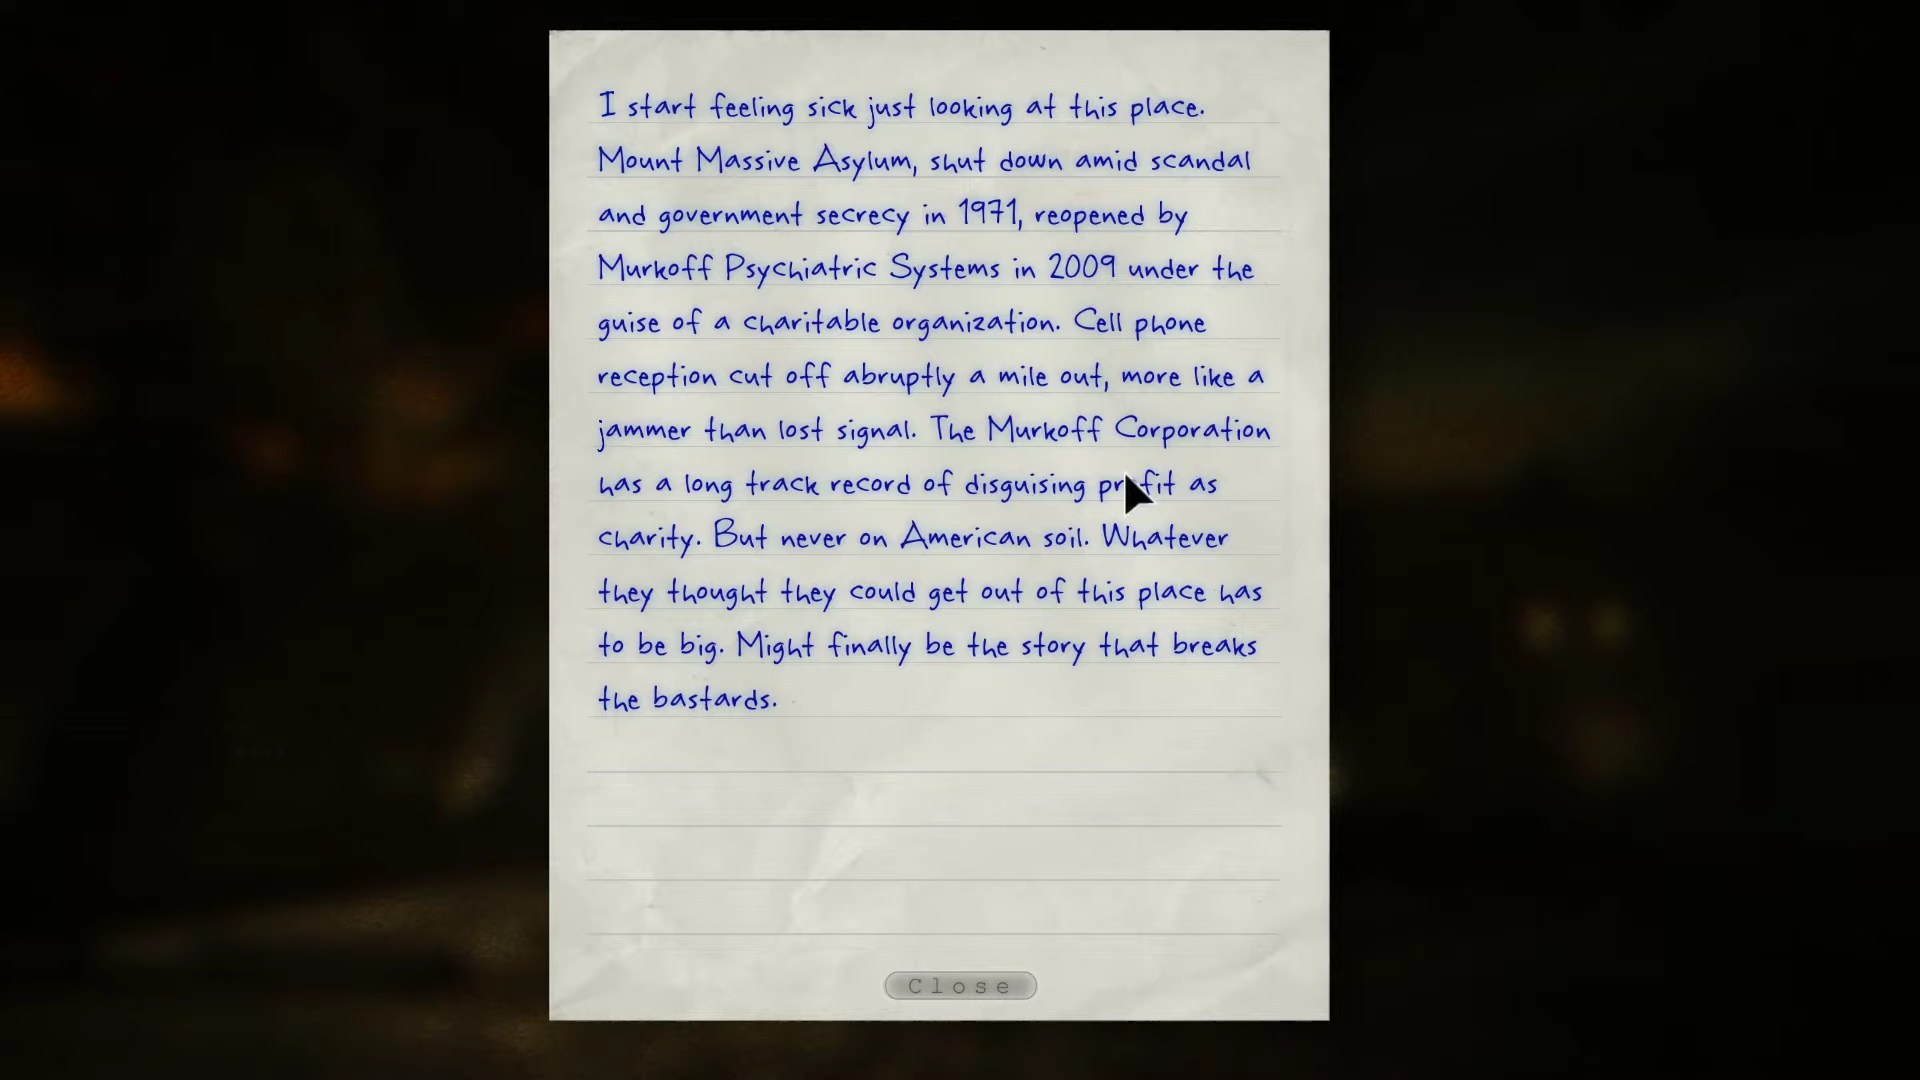 I start feeling sick just looking at this place.
Mount Massive Asylum, shut down amid scandal
and government secrecy in 1971, reopened by
Murkoff Psychiatric Systems in 2009 under the
guise of a charitable organization. Cell phone
reception cut off abruptly a mile out, more like a
jammer than lost signal. The Murkoff Corporation
has a long track record of disguising profit as
charity. But never on American soil. Whatever
they thought they could get out of this place has
to be big. Might finally be the story that breaks
the bastards.
Close